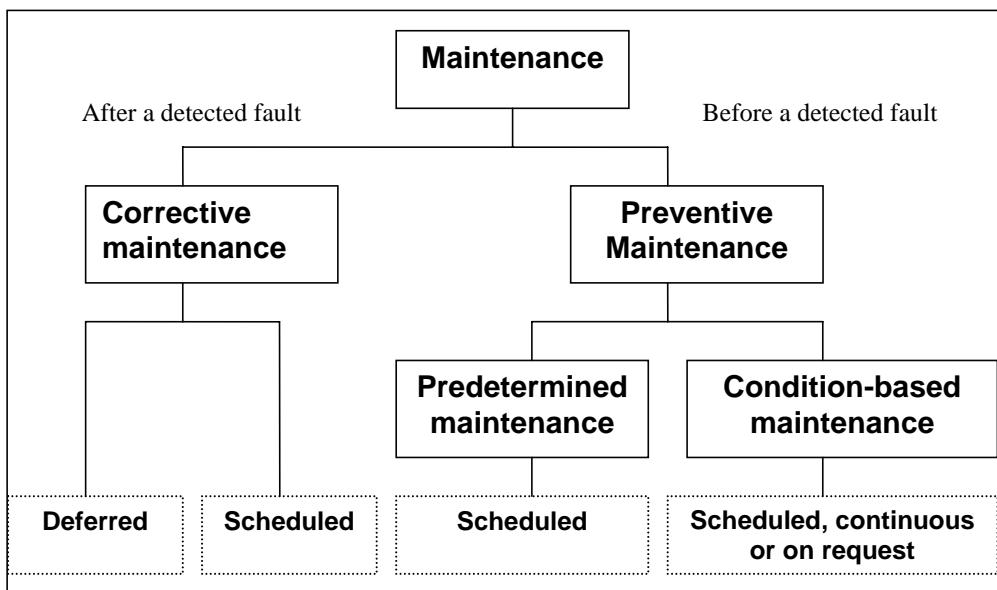 Maintenance
After a detected fault
Before a detected fault
Corrective
maintenance
Preventive
Maintenance
Predetermined
maintenance
Condition-based
maintenance
Deferred
Scheduled
Scheduled
Scheduled, continuous
or on request